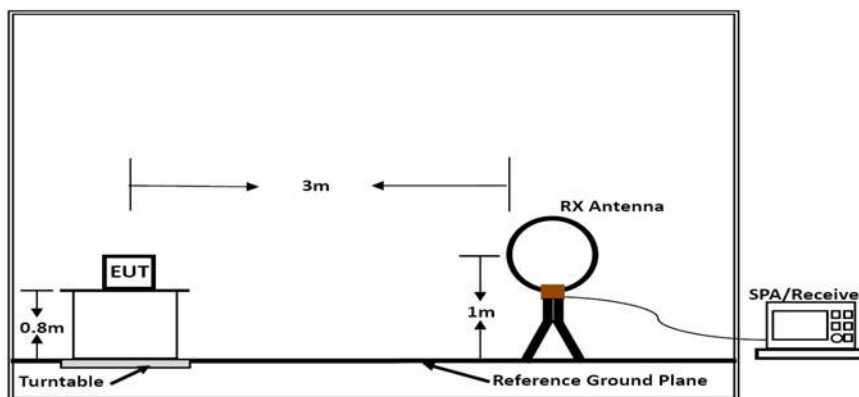 3m
RX Antenna
EUT
SPA/Receive
0.8m
1m
Turntable
Reference Ground Plane